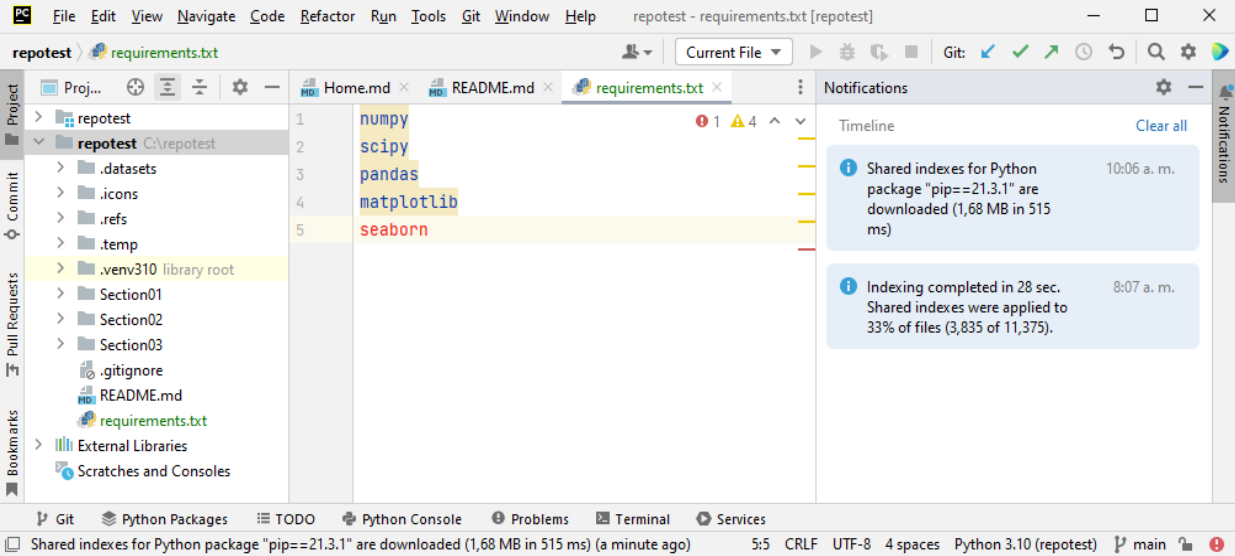 PC File Edit View Navigate Code Refactor Run Tools Git Window Help repotest - requirements.txt [repotest]
repotest requirements.txt Current File Git:
Project
Commit
Pull Requests
Bookmarks
Proj...
repotest
repotest C:\repotest
.datasets
.icons
.refs
.temp
.venv310 library root
Section01
Section02
Section03
.gitignore
MD README.md
requirements.txt
External Libraries
Scratches and Consoles
MD Home.md MD README.md requirements.txt
1 numpy 1 4
2 scipy
3 pandas
4 matplotlib
5 seaborn
Notifications
Timeline Clear all
Shared indexes for Python 10:06 a. m.
package "pip==21.3.1" are
downloaded (1,68 MB in 515
ms)
Indexing completed in 28 sec. 8:07 a. m.
Shared indexes were applied to
33% of files (3,835 of 11,375).
Notifications
Git Python Packages TODO Python Console Problems Terminal Services
Shared indexes for Python package "pip==21.3.1" are downloaded (1,68 MB in 515 ms) (a minute ago) 5:5 CRLF UTF-8 4 spaces Python 3.10 (repotest) main